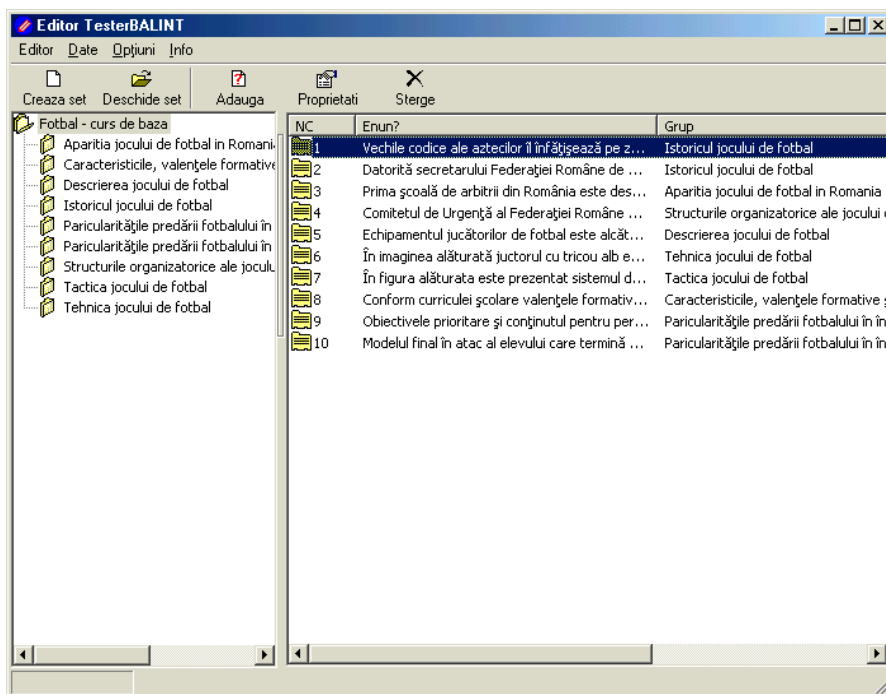 Editor TesterBALINT
Editor Date Opţiuni Info
Creaza set Deschide set Adauga Proprietati Sterge
Fotbal - curs de baza
Aparitia jocului de fotbal in Romani
Caracteristicile, valenţele formative
Descrierea jocului de fotbal
Istoricul jocului de fotbal
Paricularităţile predării fotbalului în
Paricularităţile predării fotbalului în
Structurile organizatorice ale joculu
Tactica jocului de fotbal
Tehnica jocului de fotbal
NC Enun? Grup
1 Vechile codice ale aztecilor îl înfăţişează pe z... Istoricul jocului de fotbal
2 Datorită secretarului Federaţiei Române de ... Istoricul jocului de fotbal
3 Prima şcoală de arbitrii din România este des... Aparitia jocului de fotbal in Romania
4 Comitetul de Urgenţă al Federaţiei Române ... Structurile organizatorice ale jocului
5 Echipamentul jucătorilor de fotbal este alcăt... Descrierea jocului de fotbal
6 În imaginea alăturată juctorul cu tricou alb e... Tehnica jocului de fotbal
7 În figura alăturata este prezentat sistemul d... Tactica jocului de fotbal
8 Conform curriculei şcolare valenţele formativ... Caracteristicile, valenţele formative ş
9 Obiectivele prioritare şi conţinutul pentru per... Paricularităţile predării fotbalului în în
10 Modelul final în atac al elevului care termină ... Paricularităţile predării fotbalului în în